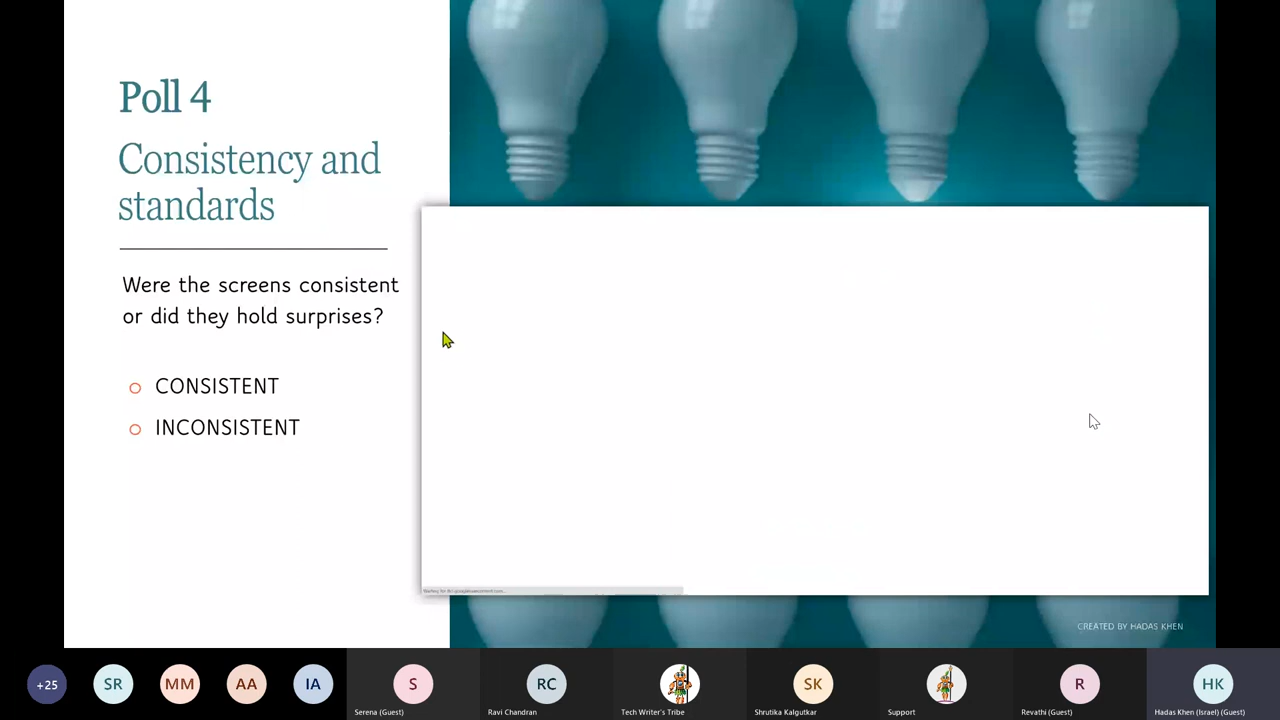 Poll 4
Consistency and
standards
Were the screens consistent
or did they hold surprises?
CONSISTENT
INCONSISTENT
CREATED BY HADAS KHEN
+25
SR
MM
AA
IA
S
RC
SK
R
HK
Serena (Guest)
Ravi Chandran
Tech Writer's Tribe
Shrutika Kalgutkar
Support
Revathi (Guest)
Hadas Khen (Israel) (Guest)